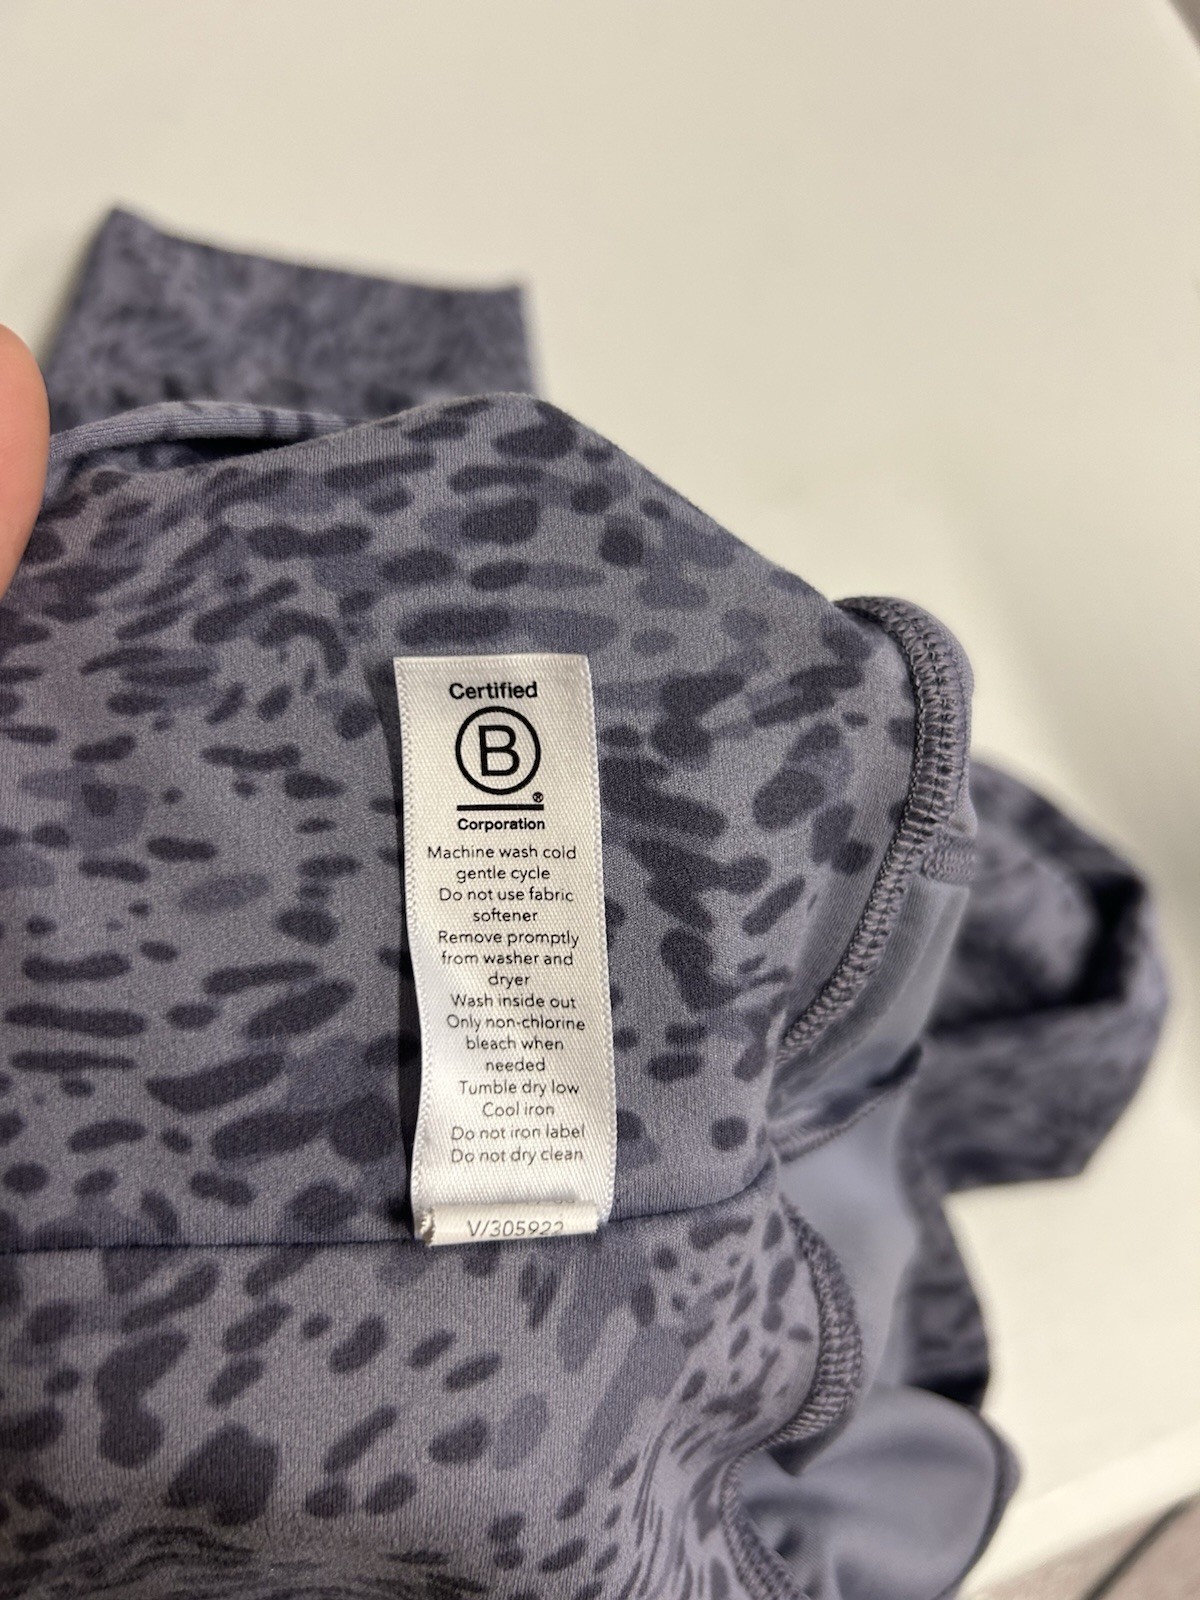 Certified
B
®
Corporation
Machine wash cold
gentle cycle
Do not use fabric
softener
Remove promptly
from washer and
dryer
Wash inside out
Only non-chlorine
bleach when
needed
Tumble dry low
Cool iron
Do not iron label
Do not dry clean
V/305922